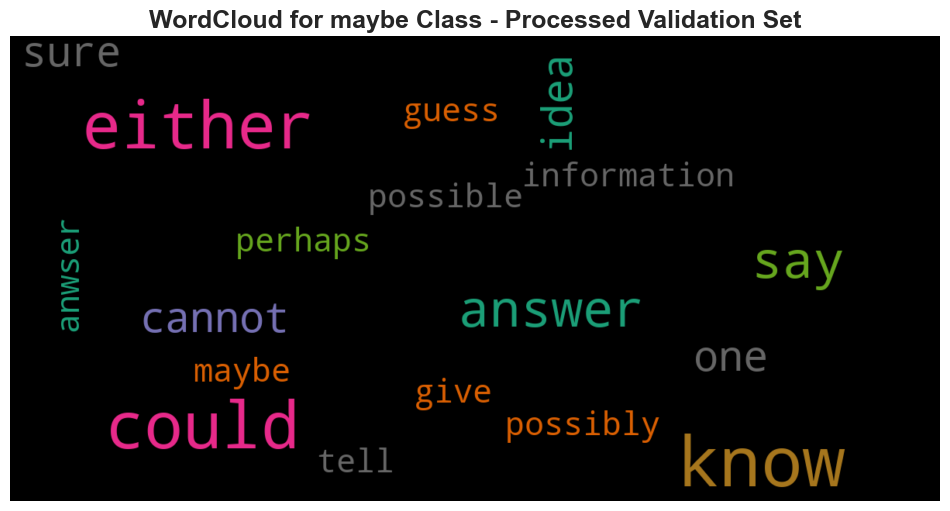 WordCloud for maybe Class - Processed Validation Set
sure
either
guess
idea
information
possible
anwser
perhaps
say
cannot
answer
one
maybe
give
could
possibly
tell
know